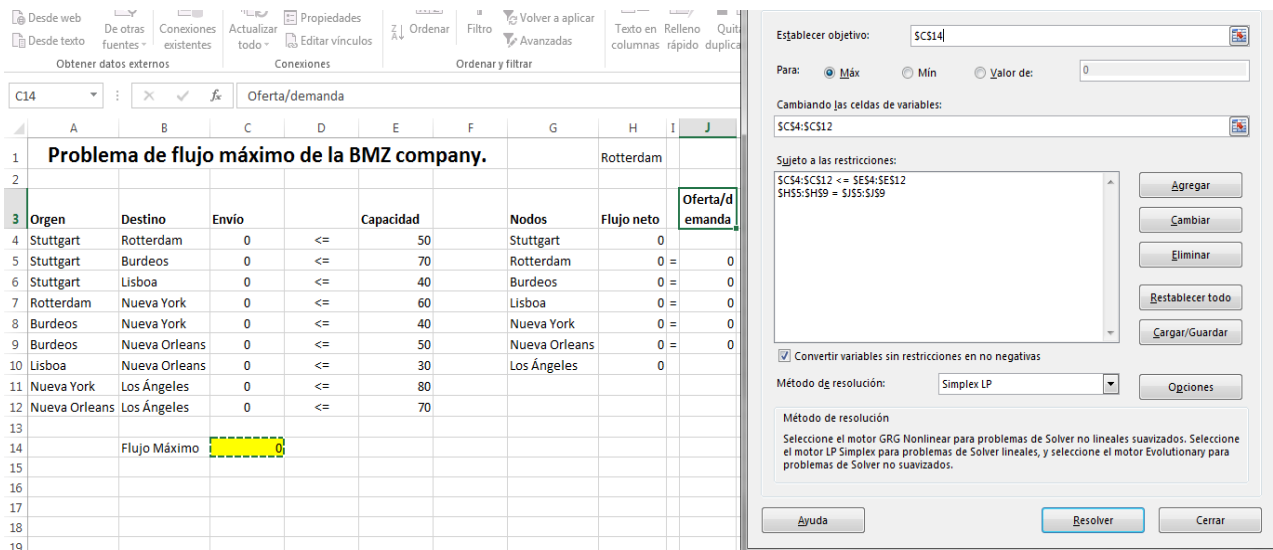 Desde web
Desde texto
De otras
fuentes
Conexiones
existentes
Obtener datos externos
Actualizar
todo
Propiedades
Editar vínculos
Conexiones
Ordenar
Filtro
Volver a aplicar
Avanzadas
Ordenar y filtrar
Texto en
columnas
Relleno
rápido
Quita
duplica
C14
fx
Oferta/demanda
A B C D E F G H I J
1 Problema de flujo máximo de la BMZ company. Rotterdam
2
Oferta/d
3 Orgen Destino Envío Capacidad Nodos Flujo neto emanda
4 Stuttgart Rotterdam 0 <= 50 Stuttgart 0
5 Stuttgart Burdeos 0 <= 70 Rotterdam 0 = 0
6 Stuttgart Lisboa 0 <= 40 Burdeos 0 = 0
7 Rotterdam Nueva York 0 <= 60 Lisboa 0 = 0
8 Burdeos Nueva York 0 <= 40 Nueva York 0 = 0
9 Burdeos Nueva Orleans 0 <= 50 Nueva Orleans 0 = 0
10 Lisboa Nueva Orleans 0 <= 30 Los Ángeles 0
11 Nueva York Los Ángeles 0 <= 80
12 Nueva Orleans Los Ángeles 0 <= 70
13
14 Flujo Máximo 0
15
16
17
18
19
Establecer objetivo: $C$14
Para: Máx Mín Valor de: 0
Cambiando las celdas de variables:
$C$4:$C$12
Sujeto a las restricciones:
$C$4:$C$12 <= $E$4:$E$12
$H$5:$H$9 = $J$5:$J$9
Agregar
Cambiar
Eliminar
Restablecer todo
Cargar/Guardar
Convertir variables sin restricciones en no negativas
Método de resolución: Simplex LP
Opciones
Método de resolución
Seleccione el motor GRG Nonlinear para problemas de Solver no lineales suavizados. Seleccione
el motor LP Simplex para problemas de Solver lineales, y seleccione el motor Evolutionary para
problemas de Solver no suavizados.
Ayuda
Resolver
Cerrar